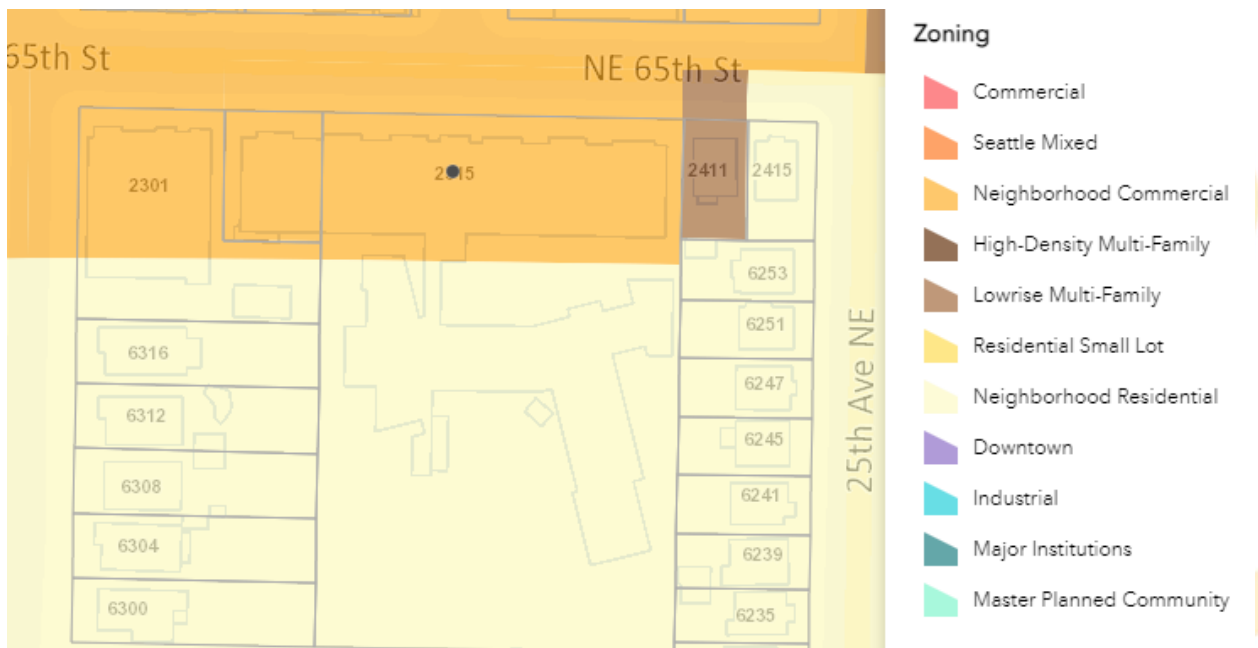 65th St
NE 65th St
2301
2411
2415
6253
6251
6316
6247
6312
6245
25th Ave NE
6308
6241
6304
6239
6300
6235
Zoning
Commercial
Seattle Mixed
Neighborhood Commercial
High-Density Multi-Family
Lowrise Multi-Family
Residential Small Lot
Neighborhood Residential
Downtown
Industrial
Major Institutions
Master Planned Community